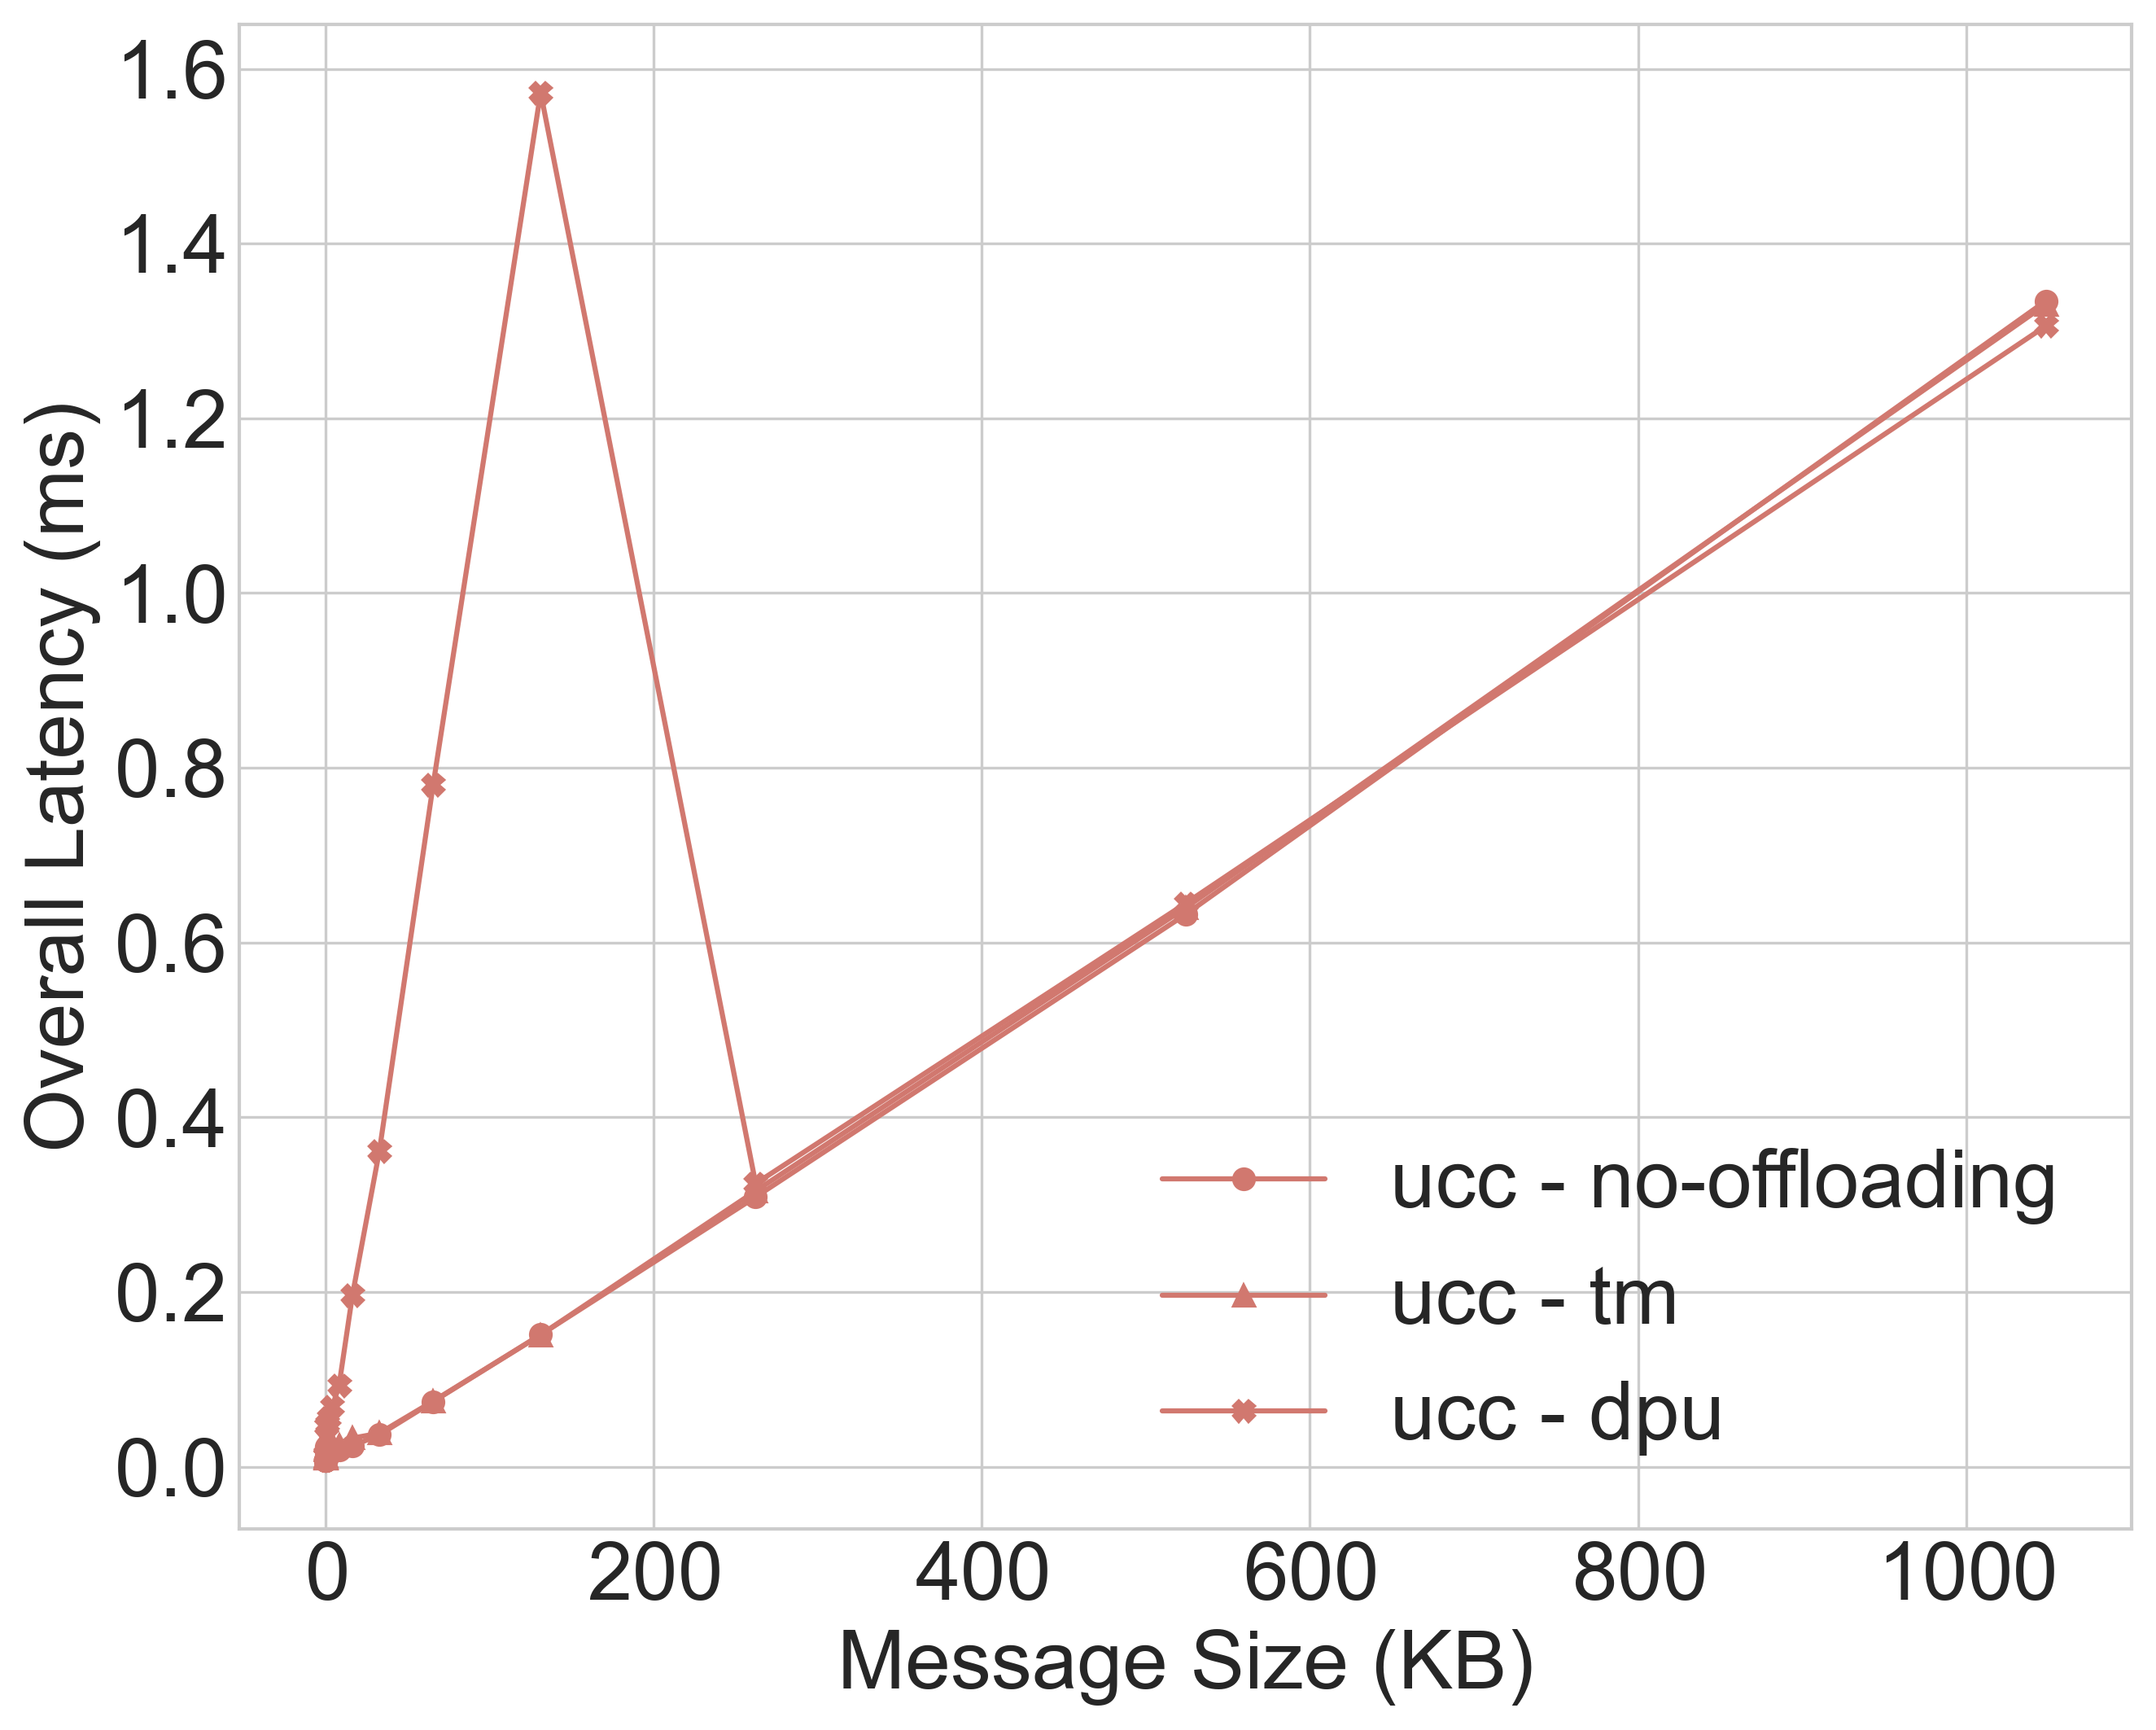 Overall Latency (ms)
1.6
1.4
1.2
1.0
0.8
0.6
0.4
0.2
0.0
ucc - no-offloading
ucc - tm
ucc - dpu
0 200 400 600 800 1000
Message Size (KB)